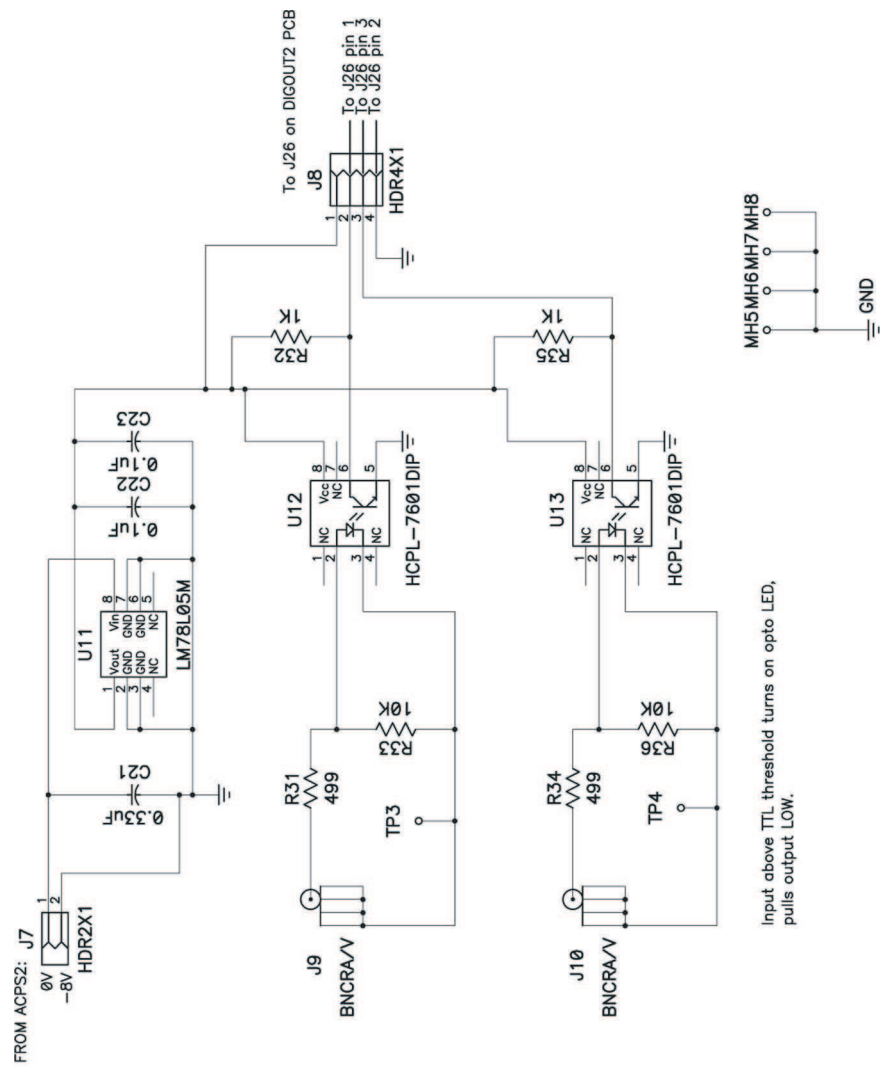 FROM ACPS2:
J7
0V
-8V
HDR2X1
1
2
C21
0.33uF
U11
1
2
3
4
Vout
GND
GND
NC
Vin
GND
GND
NC
8
7
6
5
LM78L05M
C22
0.1uF
C23
0.1uF
To J26 on DIGOUT2 PCB
J8
1
2
3
4
HDR4X1
To J26 pin 1
To J26 pin 3
To J26 pin 2
R32
1K
J9
BNCRA/V
R31
499
TP3
R33
10K
U12
1
2
3
4
NC
NC
Vcc
NC
8
7
6
5
HCPL-7601DIP
R35
1K
J10
BNCRA/V
R34
499
TP4
R36
10K
U13
1
2
3
4
NC
NC
Vcc
NC
8
7
6
5
HCPL-7601DIP
MH5 MH6 MH7 MH8
GND
Input above TTL threshold turns on opto LED,
pulls output LOW.